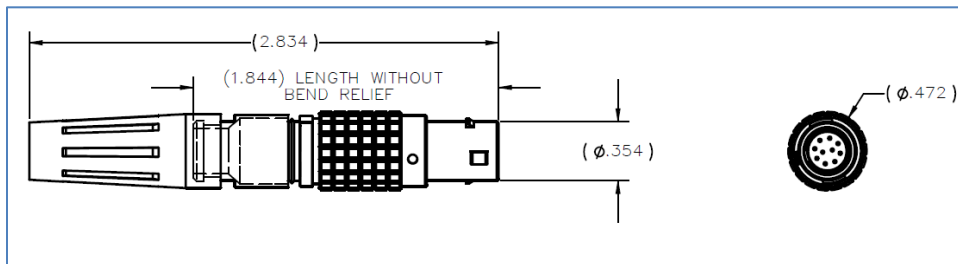 (2.834)
(1.844) LENGTH WITHOUT
BEND RELIEF
(ø.354)
(ø.472)